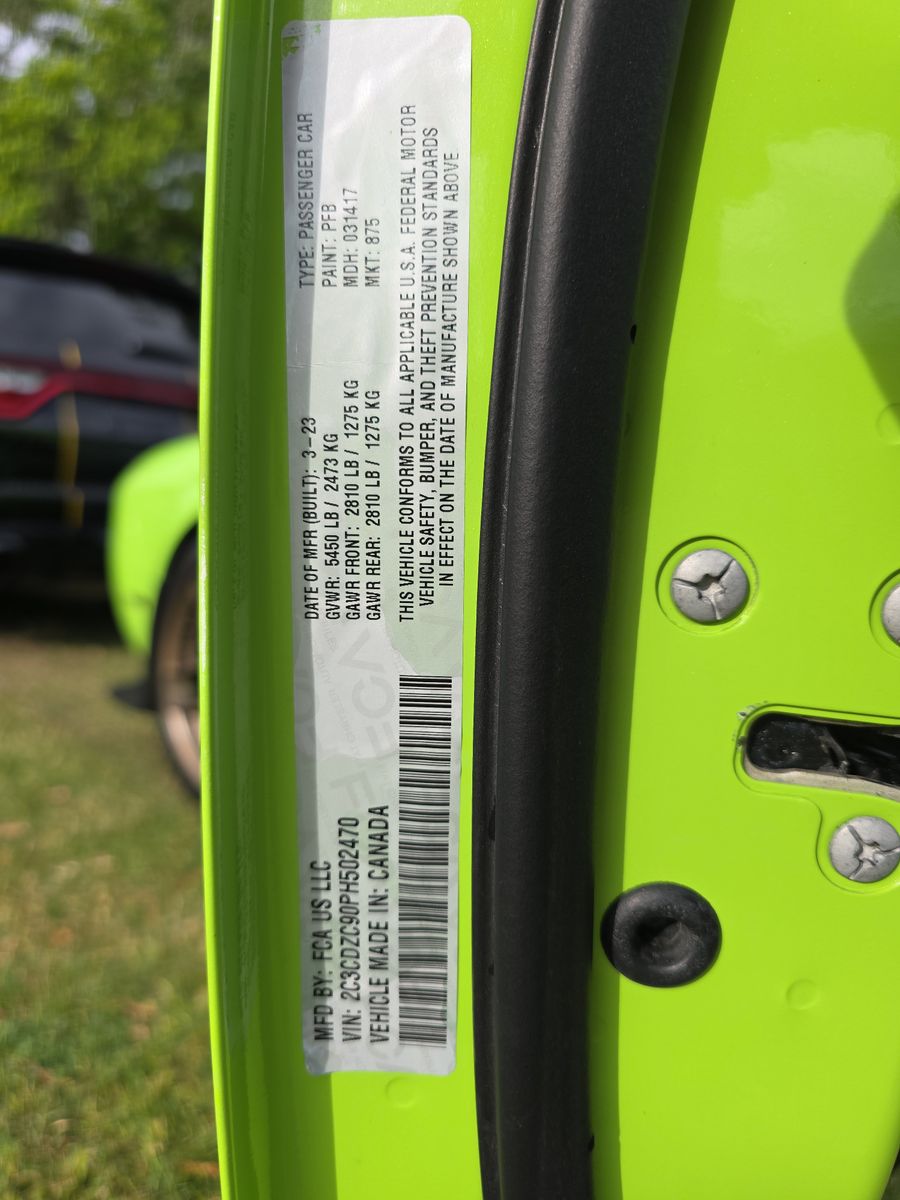 MFD BY: FCA US LLC
VIN: 2C3CDZC90PH502470
VEHICLE MADE IN: CANADA
DATE OF MFR (BUILT): 3-23
GVWR: 5450 LB / 2473 KG
GAWR FRONT: 2810 LB / 1275 KG
GAWR REAR: 2810 LB / 1275 KG
TYPE: PASSENGER CAR
PAINT: PFB
MDH: 031417
MKT: 875
THIS VEHICLE CONFORMS TO ALL APPLICABLE U.S.A. FEDERAL MOTOR
VEHICLE SAFETY, BUMPER, AND THEFT PREVENTION STANDARDS
IN EFFECT ON THE DATE OF MANUFACTURE SHOWN ABOVE